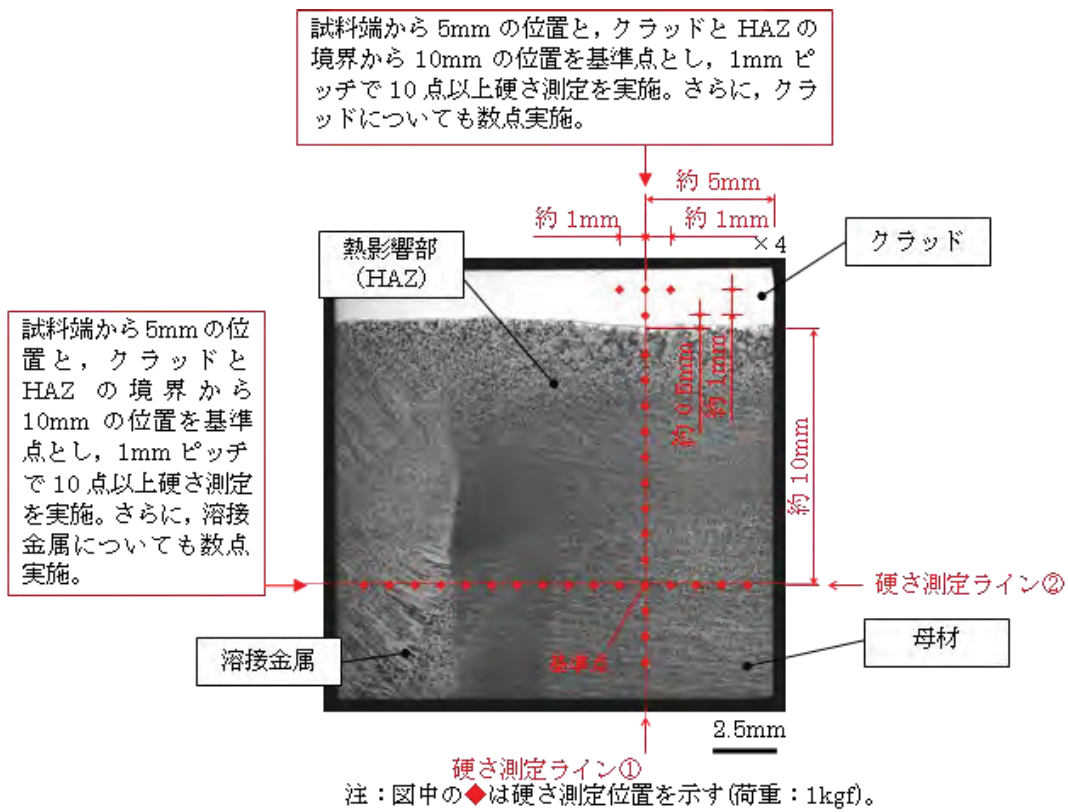 試料端から 5mm の位置と，クラッドと HAZ の
境界から 10mm の位置を基準点とし，1mm ピ
ッチで 10 点以上硬さ測定を実施。さらに，クラ
ッドについても数点実施。
約 5mm
約 1mm
約 1mm
×4
クラッド
熱影響部
(HAZ)
試料端から 5mm の位
置と，クラッドと
HAZ の境界から
10mm の位置を基準
点とし，1mm ピッチ
で 10 点以上硬さ測定
を実施。さらに，溶接
金属についても数点
実施。
約 0.5mm
約 1mm
約 10mm
硬さ測定ライン②
溶接金属
基準点
母材
2.5mm
硬さ測定ライン①
注：図中の◆は硬さ測定位置を示す(荷重：1kgf)。